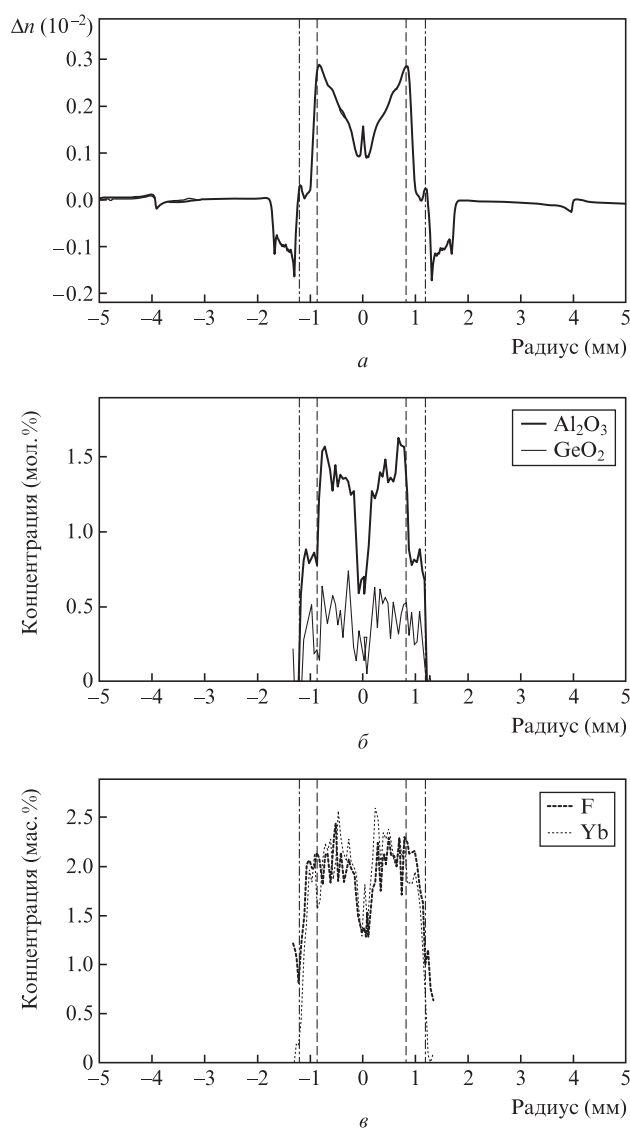 Δn (10⁻²)
0.3
0.2
0.1
0.0
−0.1
−0.2
−5 −4 −3 −2 −1 0 1 2 3 4 5
Радиус (мм)
а
Концентрация (мол.%)
Al₂O₃
GeO₂
1.5
1.0
0.5
0
−5 −4 −3 −2 −1 0 1 2 3 4 5
Радиус (мм)
б
Концентрация (мас.%)
F
Yb
2.5
2.0
1.5
1.0
0.5
0
−5 −4 −3 −2 −1 0 1 2 3 4 5
Радиус (мм)
в